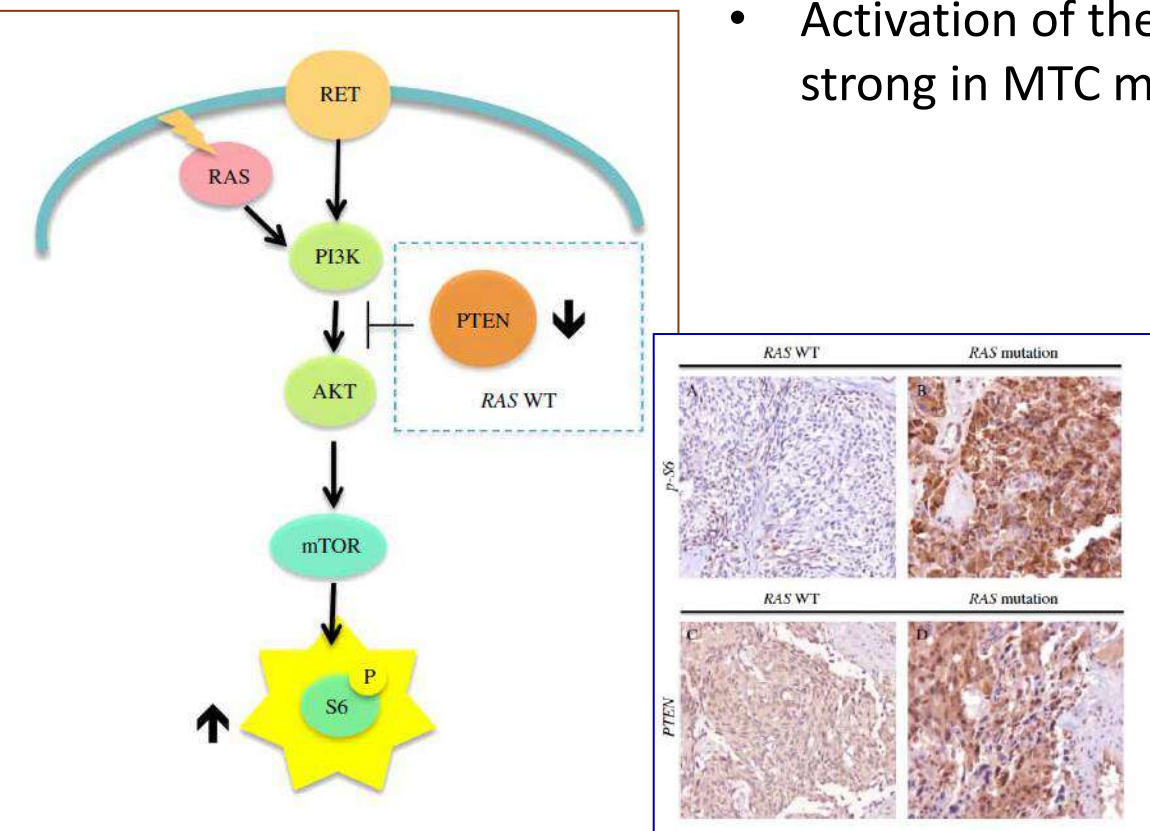 • Activation of the
strong in MTC m
RET
RAS
PI3K
PTEN
AKT
RAS WT
mTOR
P
S6
RAS WT RAS mutation
p-S6
A B
RAS WT RAS mutation
PTEN
C D